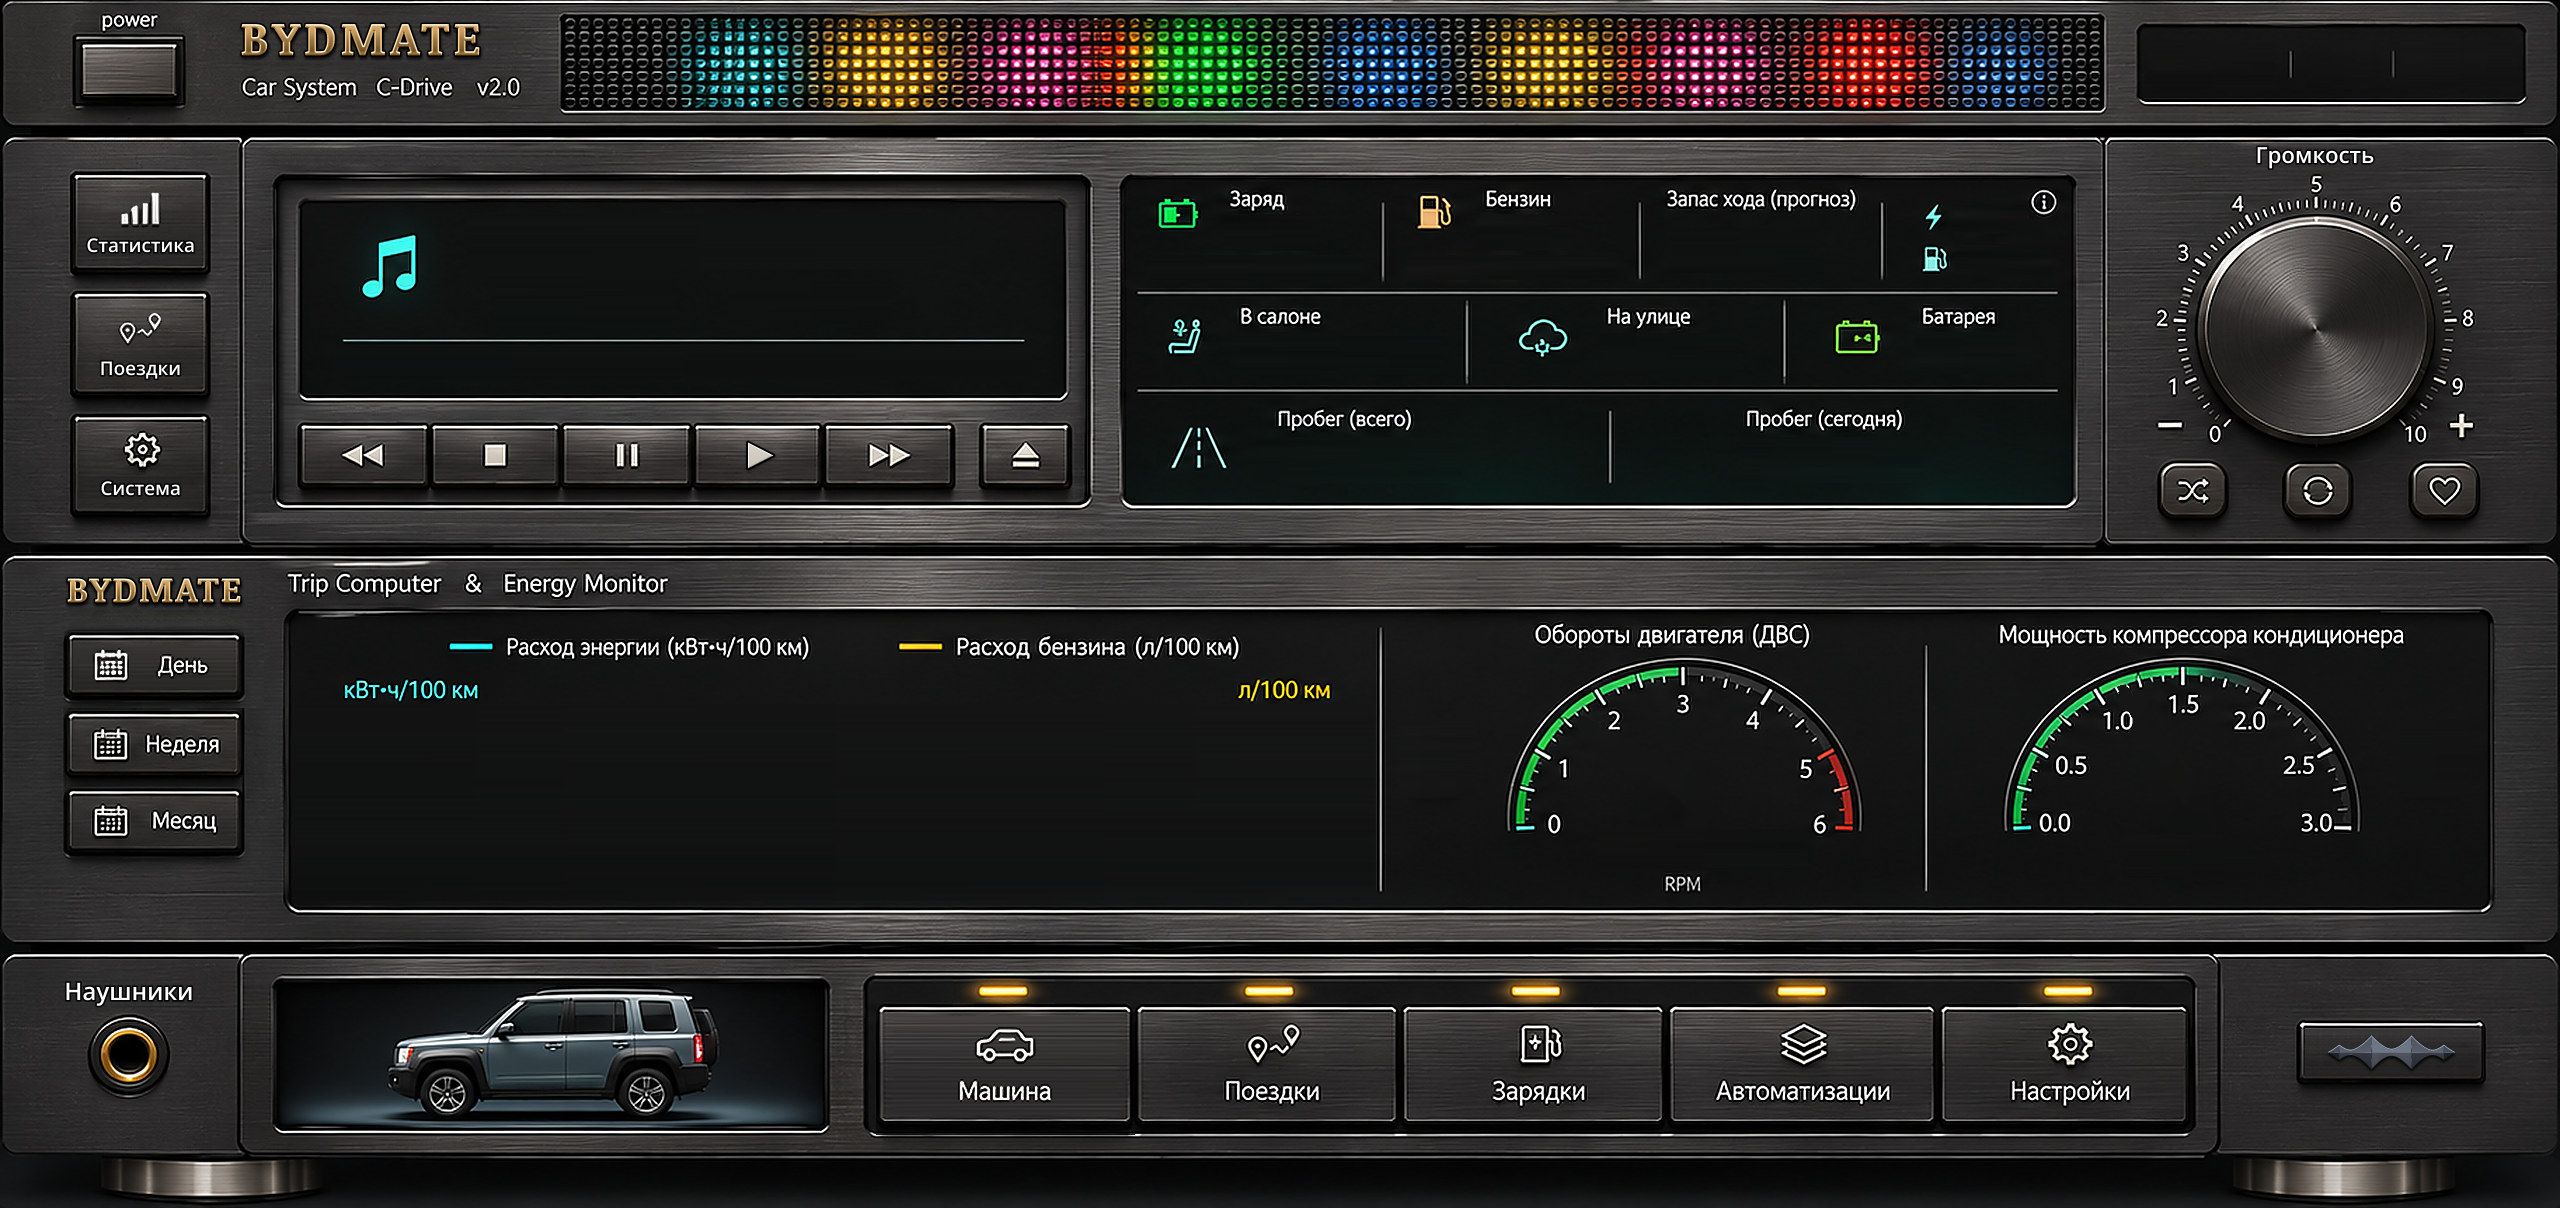 power
BYDMATE
Car System C-Drive v2.0
Статистика
Поездки
Система
Заряд
Бензин
Запас хода (прогноз)
В салоне
На улице
Батарея
Пробег (всего)
Пробег (сегодня)
Громкость
0 1 2 3 4 5 6 7 8 9 10
− +
BYDMATE
Trip Computer & Energy Monitor
День
Неделя
Месяц
Расход энергии (кВт•ч/100 км)
Расход бензина (л/100 км)
кВт•ч/100 км
л/100 км
Обороты двигателя (ДВС)
0 1 2 3 4 5 6
RPM
Мощность компрессора кондиционера
0.0 0.5 1.0 1.5 2.0 2.5 3.0
Наушники
Машина
Поездки
Зарядки
Автоматизации
Настройки